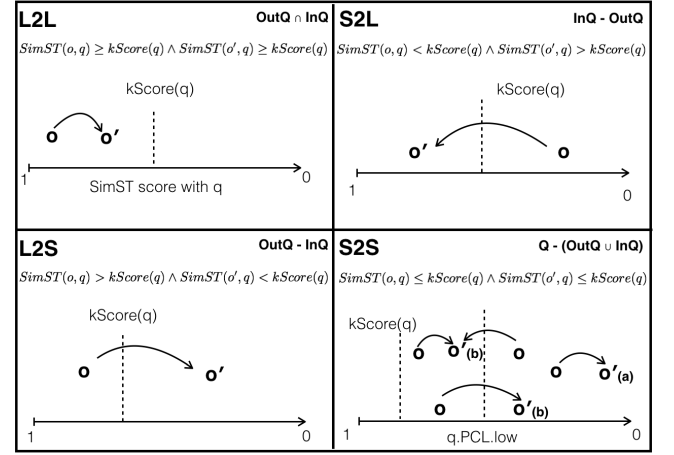 L2L OutQ ∩ InQ
SimST(o, q) ≥ kScore(q) ∧ SimST(o′, q) ≥ kScore(q)
kScore(q)
o o′
1 0
SimST score with q
S2L InQ - OutQ
SimST(o, q) < kScore(q) ∧ SimST(o′, q) > kScore(q)
kScore(q)
o′ o
1 0
L2S OutQ - InQ
SimST(o, q) > kScore(q) ∧ SimST(o′, q) < kScore(q)
kScore(q)
o o′
1 0
S2S Q - (OutQ ∪ InQ)
SimST(o, q) ≤ kScore(q) ∧ SimST(o′, q) ≤ kScore(q)
kScore(q)
o o′(b) o o o′(a)
o o′(b)
1 0
q.PCL.low